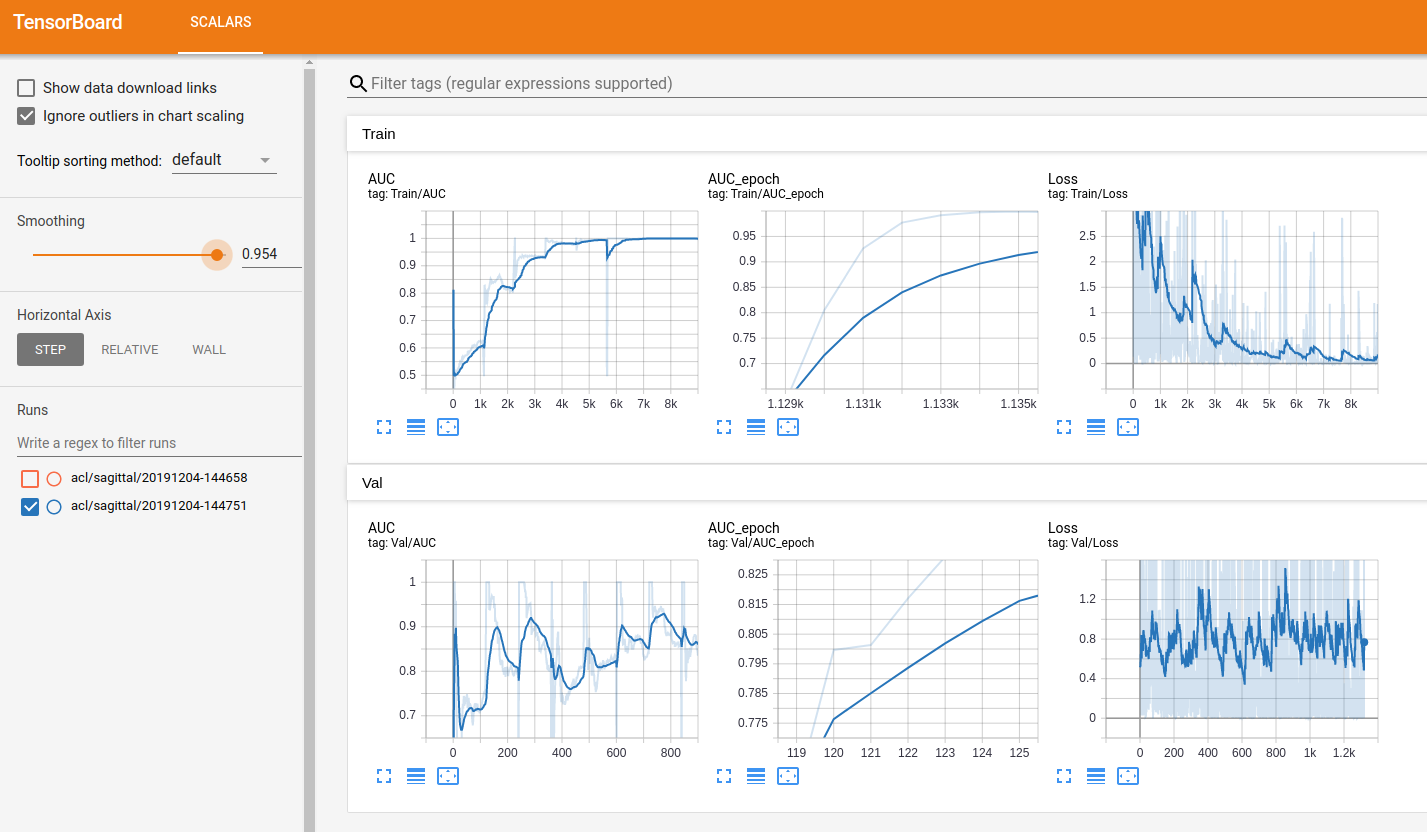 TensorBoard
SCALARS
Show data download links
Ignore outliers in chart scaling
Tooltip sorting method: default
Smoothing
0.954
Horizontal Axis
STEP RELATIVE WALL
Runs
Write a regex to filter runs
acl/sagittal/20191204-144658
acl/sagittal/20191204-144751
Filter tags (regular expressions supported)
Train
AUC
tag: Train/AUC
1
0.9
0.8
0.7
0.6
0.5
0 1k 2k 3k 4k 5k 6k 7k 8k
AUC_epoch
tag: Train/AUC_epoch
0.95
0.9
0.85
0.8
0.75
0.7
1.129k 1.131k 1.133k 1.135k
Loss
tag: Train/Loss
2.5
2
1.5
1
0.5
0
0 1k 2k 3k 4k 5k 6k 7k 8k
Val
AUC
tag: Val/AUC
1
0.9
0.8
0.7
0 200 400 600 800
AUC_epoch
tag: Val/AUC_epoch
0.825
0.815
0.805
0.795
0.785
0.775
119 120 121 122 123 124 125
Loss
tag: Val/Loss
1.2
0.8
0.4
0
0 200 400 600 800 1k 1.2k